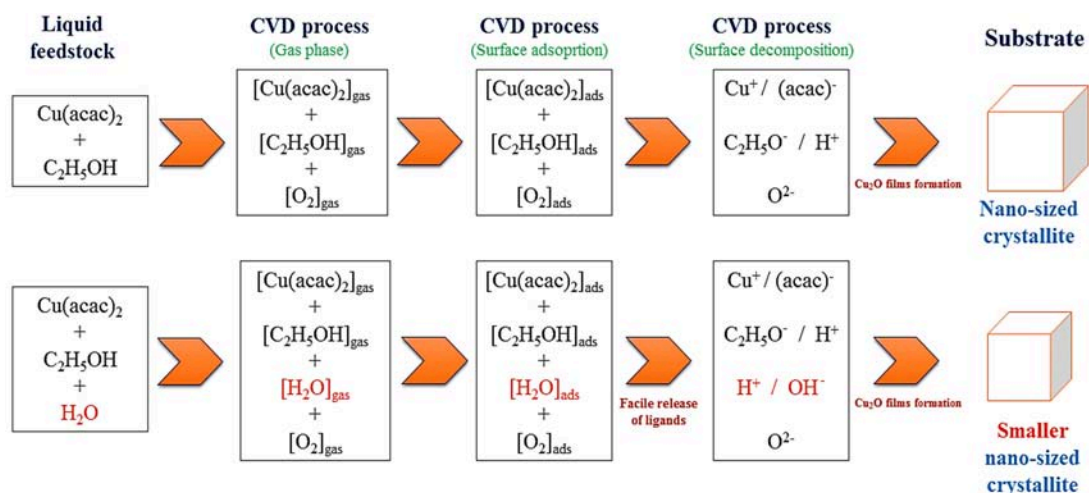 Liquid
feedstock
CVD process
(Gas phase)
CVD process
(Surface adsoprtion)
CVD process
(Surface decomposition)
Substrate
Cu(acac)₂
+
C₂H₅OH
[Cu(acac)₂]gas
+
[C₂H₅OH]gas
+
[O₂]gas
[Cu(acac)₂]ads
+
[C₂H₅OH]ads
+
[O₂]ads
Cu⁺ / (acac)⁻
C₂H₅O⁻ / H⁺
O²⁻
Cu₂O films formation
Nano-sized
crystallite
Cu(acac)₂
+
C₂H₅OH
+
H₂O
[Cu(acac)₂]gas
+
[C₂H₅OH]gas
+
[H₂O]gas
+
[O₂]gas
[Cu(acac)₂]ads
+
[C₂H₅OH]ads
+
[H₂O]ads
+
[O₂]ads
Facile release
of ligands
Cu⁺ / (acac)⁻
C₂H₅O⁻ / H⁺
H⁺ / OH⁻
O²⁻
Cu₂O films formation
Smaller
nano-sized
crystallite